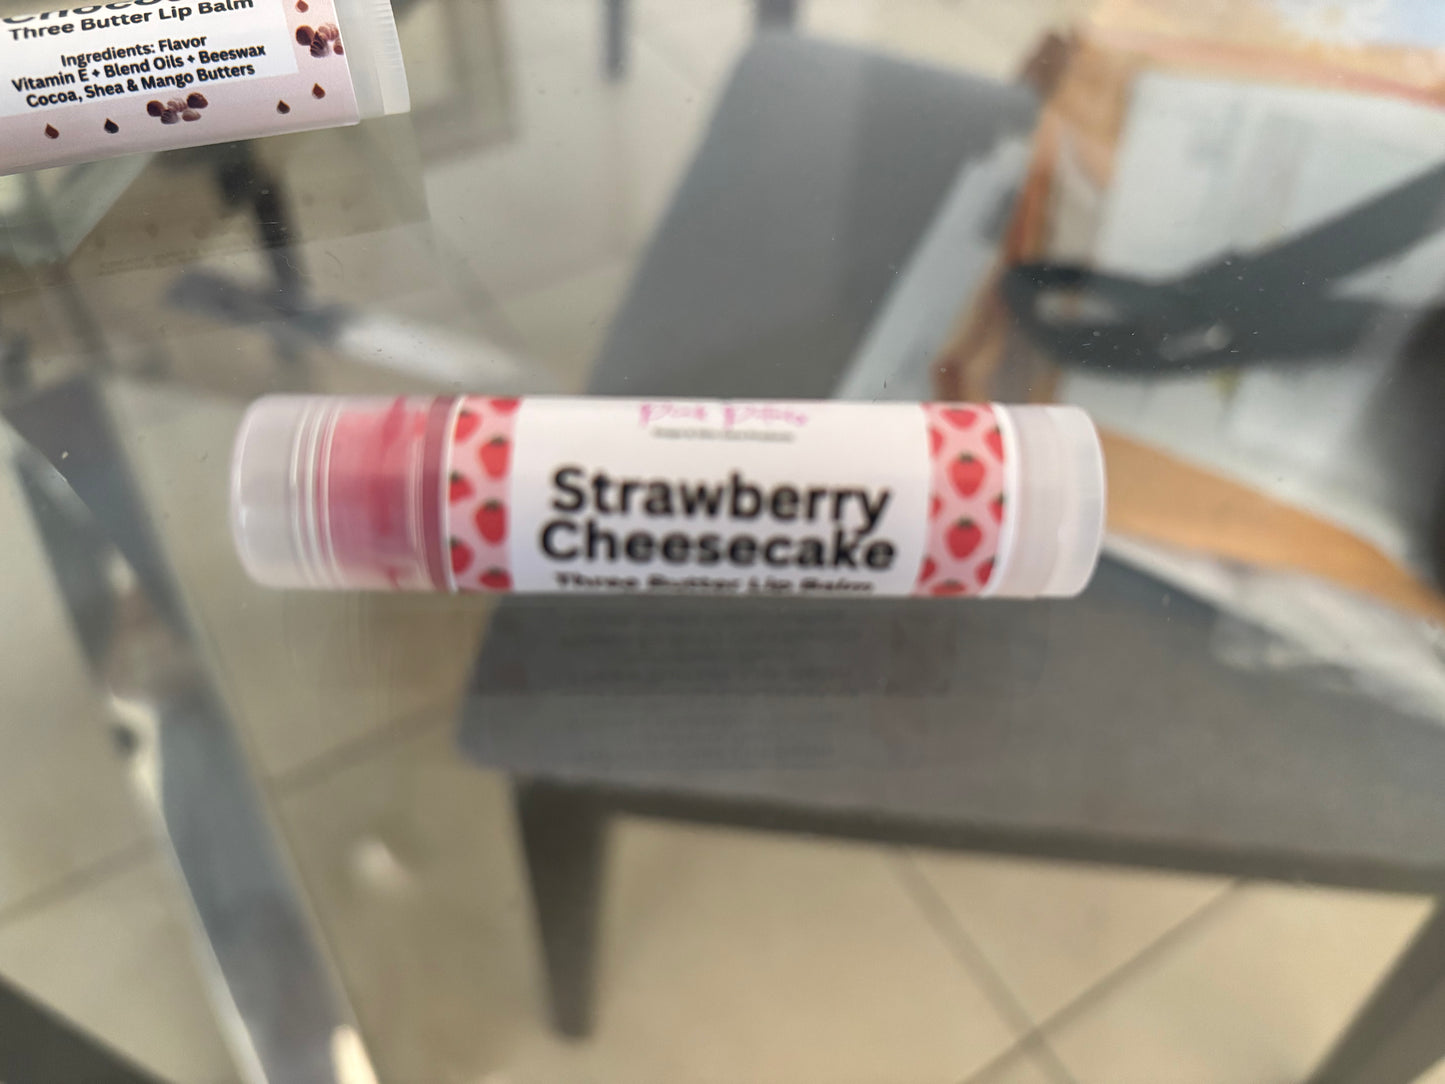 Three Butter Lip Balm
Ingredients: Flavor
Vitamin E + Blend Oils + Beeswax
Cocoa, Shea & Mango Butters
Strawberry
Cheesecake
Three Butter Lip Balm